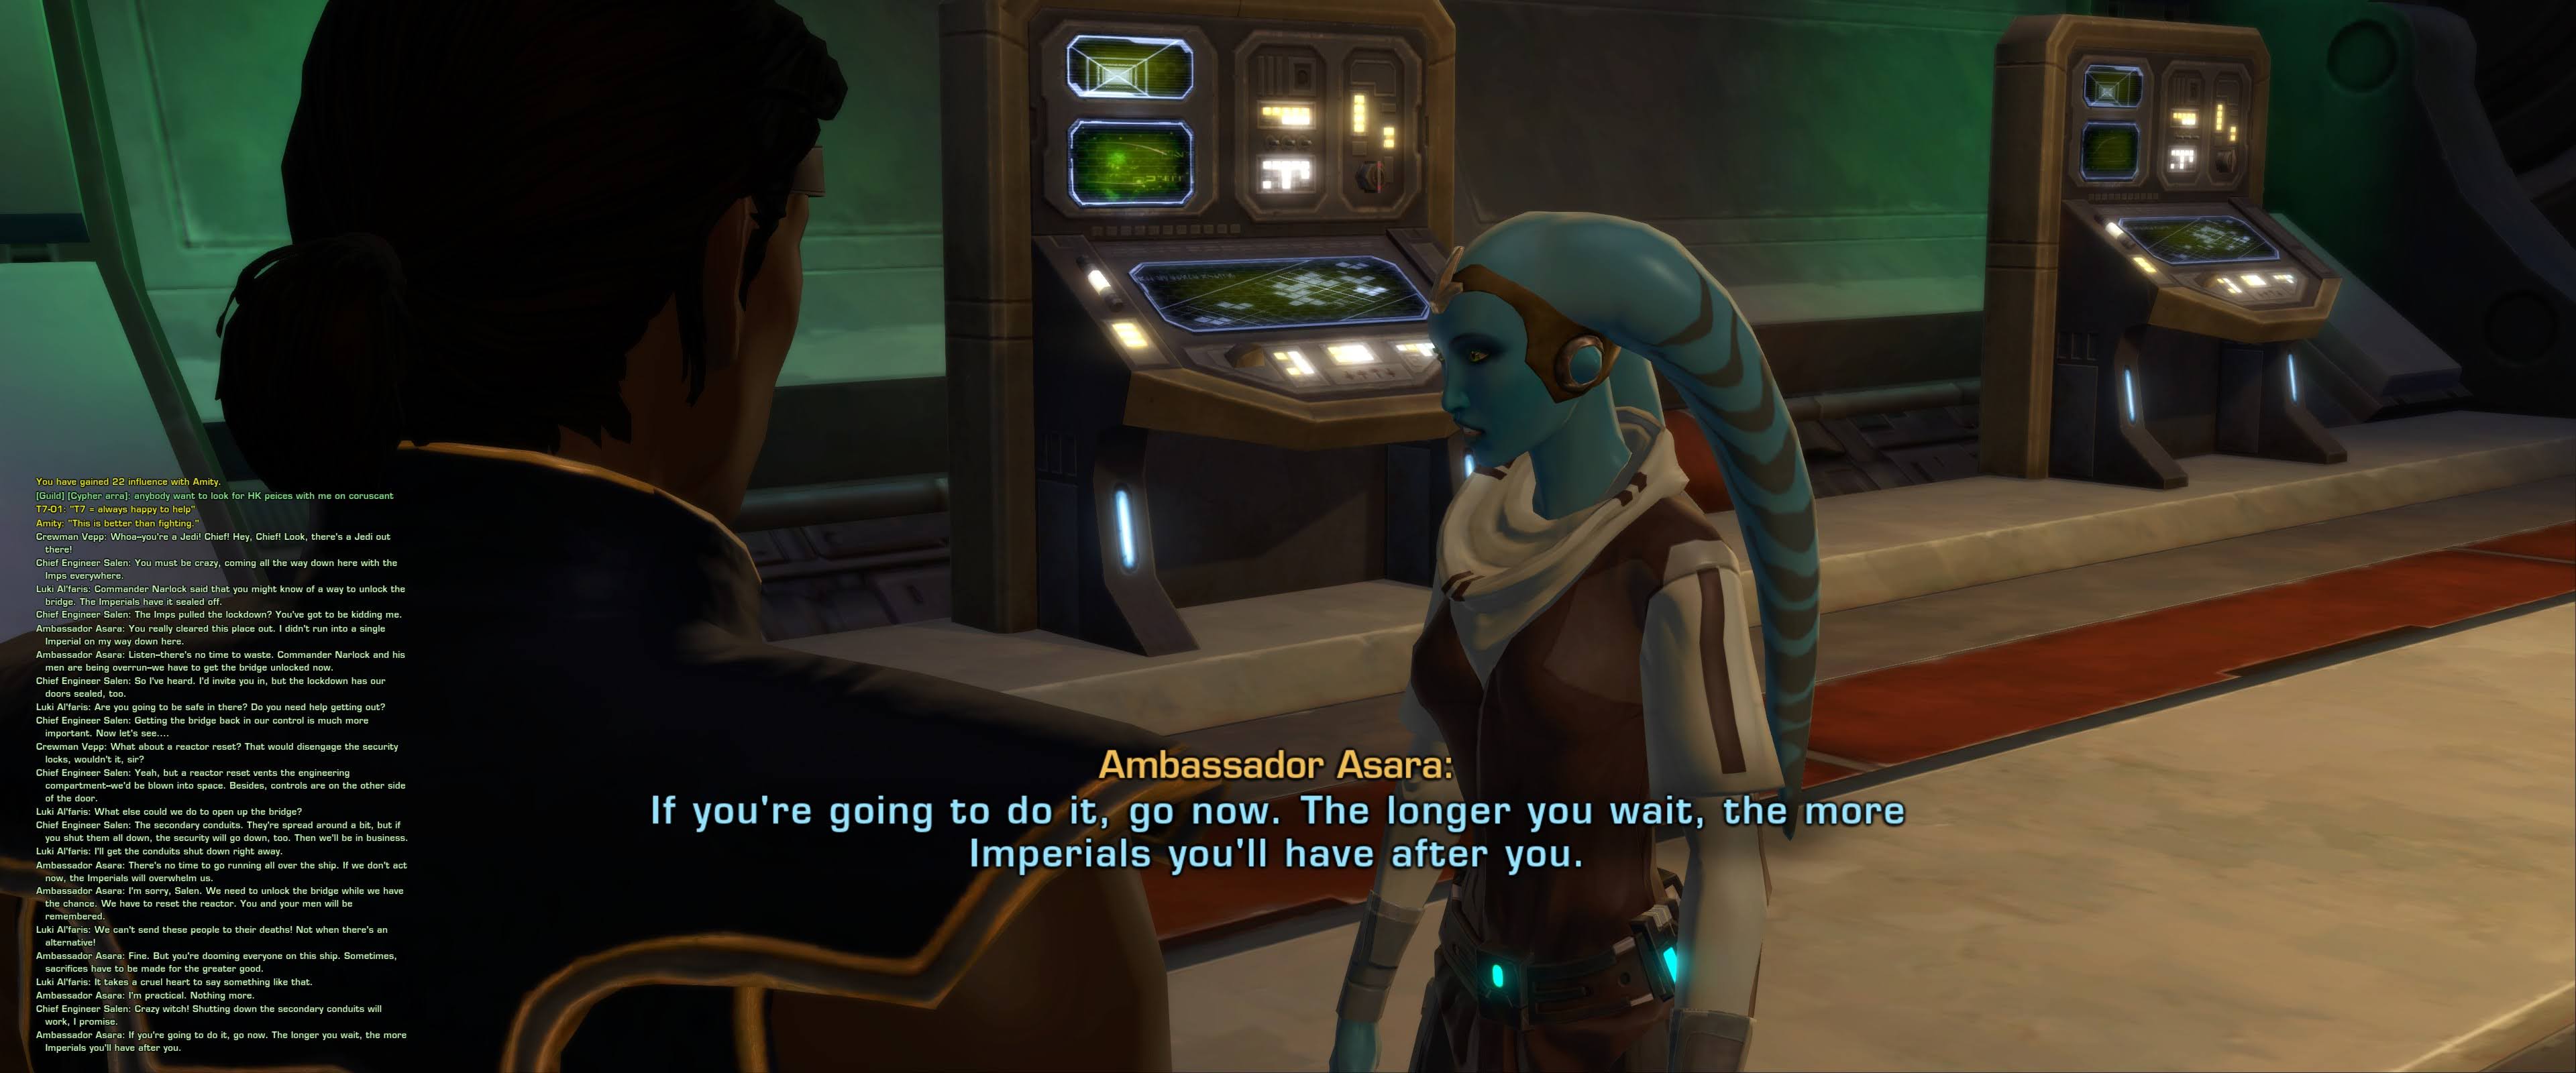 You have gained 22 influence with Amity.
[Guild] [Cypher arra]: anybody want to look for HK peices with me on coruscant
T7-O1: "T7 = always happy to help"
Amity: "This is better than fighting."
Crewman Vepp: Whoa–you're a Jedi! Chief! Hey, Chief! Look, there's a Jedi out
there!
Chief Engineer Salen: You must be crazy, coming all the way down here with the
Imps everywhere.
Luki Al'faris: Commander Narlock said that you might know of a way to unlock the
bridge. The Imperials have it sealed off.
Chief Engineer Salen: The Imps pulled the lockdown? You've got to be kidding me.
Ambassador Asara: You really cleared this place out. I didn't run into a single
Imperial on my way down here.
Ambassador Asara: Listen–there's no time to waste. Commander Narlock and his
men are being overrun–we have to get the bridge unlocked now.
Chief Engineer Salen: So I've heard. I'd invite you in, but the lockdown has our
doors sealed, too.
Luki Al'faris: Are you going to be safe in there? Do you need help getting out?
Chief Engineer Salen: Getting the bridge back in our control is much more
important. Now let's see....
Crewman Vepp: What about a reactor reset? That would disengage the security
locks, wouldn't it, sir?
Chief Engineer Salen: Yeah, but a reactor reset vents the engineering
compartment–we'd be blown into space. Besides, controls are on the other side
of the door.
Luki Al'faris: What else could we do to open up the bridge?
Chief Engineer Salen: The secondary conduits. They're spread around a bit, but if
you shut them all down, the security will go down, too. Then we'll be in business.
Luki Al'faris: I'll get the conduits shut down right away.
Ambassador Asara: There's no time to go running all over the ship. If we don't act
now, the Imperials will overwhelm us.
Ambassador Asara: I'm sorry, Salen. We need to unlock the bridge while we have
the chance. We have to reset the reactor. You and your men will be
remembered.
Luki Al'faris: We can't send these people to their deaths! Not when there's an
alternative!
Ambassador Asara: Fine. But you're dooming everyone on this ship. Sometimes,
sacrifices have to be made for the greater good.
Luki Al'faris: It takes a cruel heart to say something like that.
Ambassador Asara: I'm practical. Nothing more.
Chief Engineer Salen: Crazy witch! Shutting down the secondary conduits will
work, I promise.
Ambassador Asara: If you're going to do it, go now. The longer you wait, the more
Imperials you'll have after you.
Ambassador Asara:
If you're going to do it, go now. The longer you wait, the more
Imperials you'll have after you.